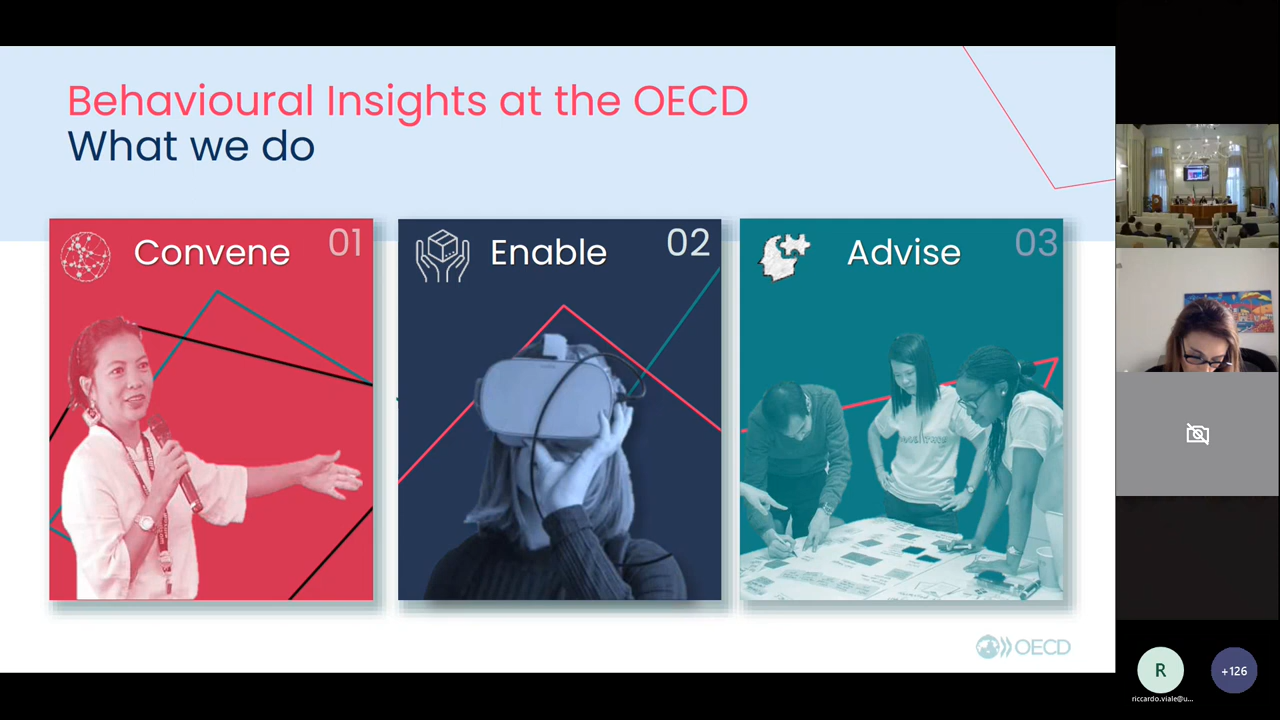 Behavioural Insights at the OECD
What we do
Convene
01
Enable
02
Advise
03
OECD
R
riccardo.viale@u...
+126